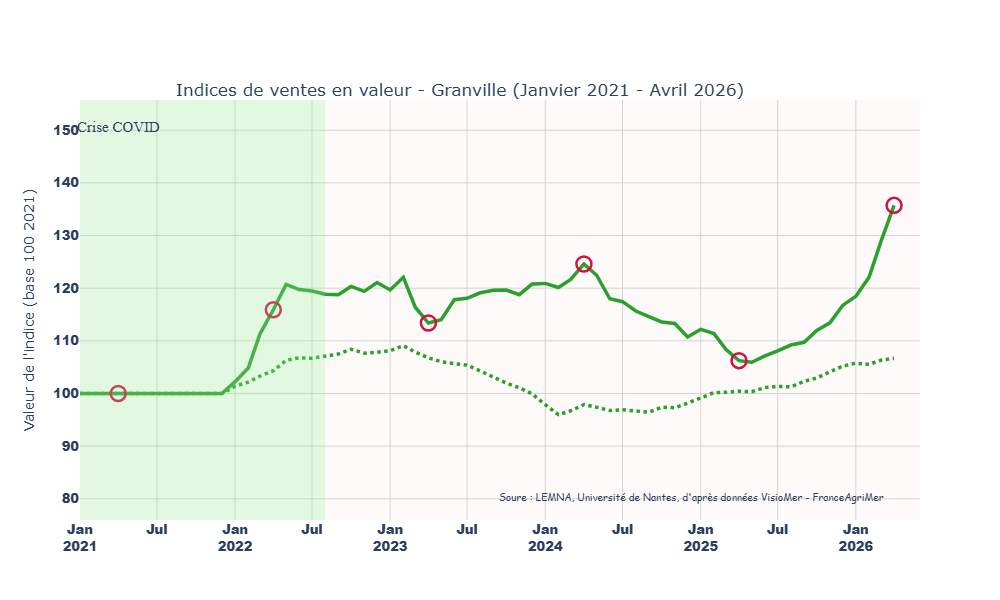 Indices de ventes en valeur - Granville (Janvier 2021 - Avril 2026)
Crise COVID
Valeur de l'indice (base 100 2021)
150
140
130
120
110
100
90
80
Soure : LEMNA, Université de Nantes, d'après données VisioMer - FranceAgriMer
Jan Jul Jan Jul Jan Jul Jan Jul Jan Jul Jan
2021 2022 2023 2024 2025 2026